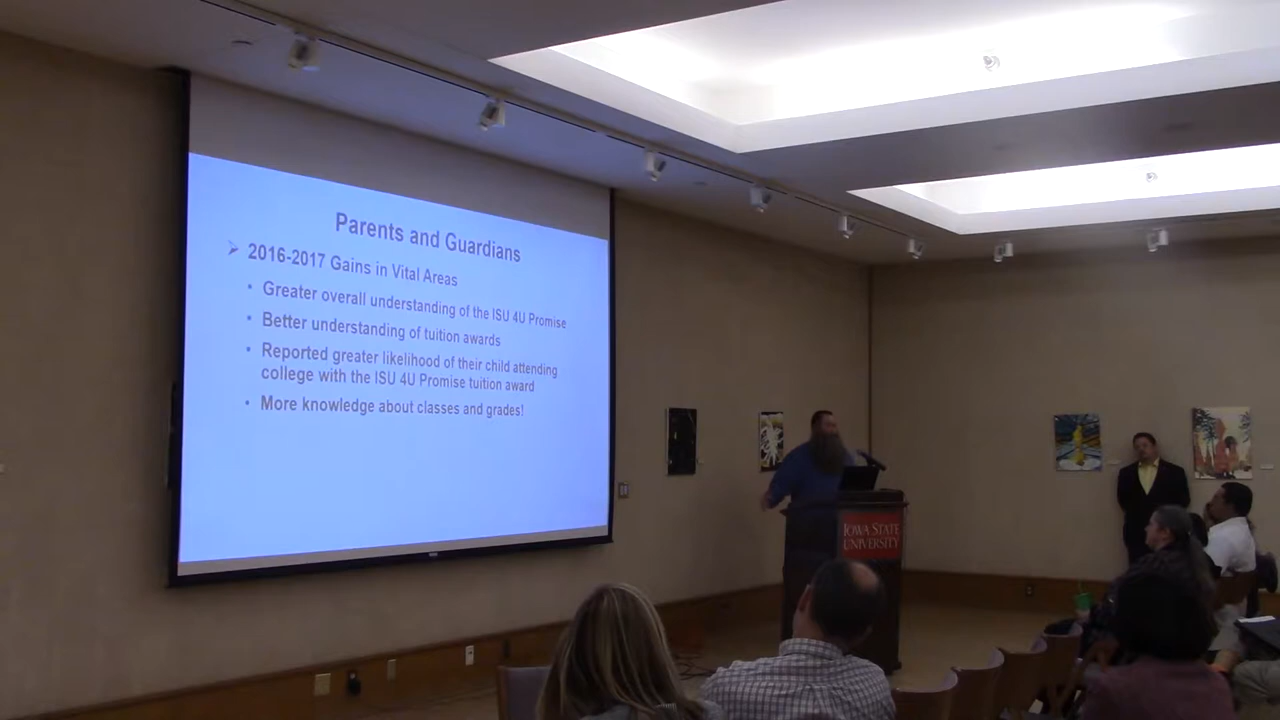 Parents and Guardians
➢ 2016-2017 Gains in Vital Areas
• Greater overall understanding of the ISU 4U Promise
• Better understanding of tuition awards
• Reported greater likelihood of their child attending
college with the ISU 4U Promise tuition award
• More knowledge about classes and grades!
IOWA STATE
UNIVERSITY